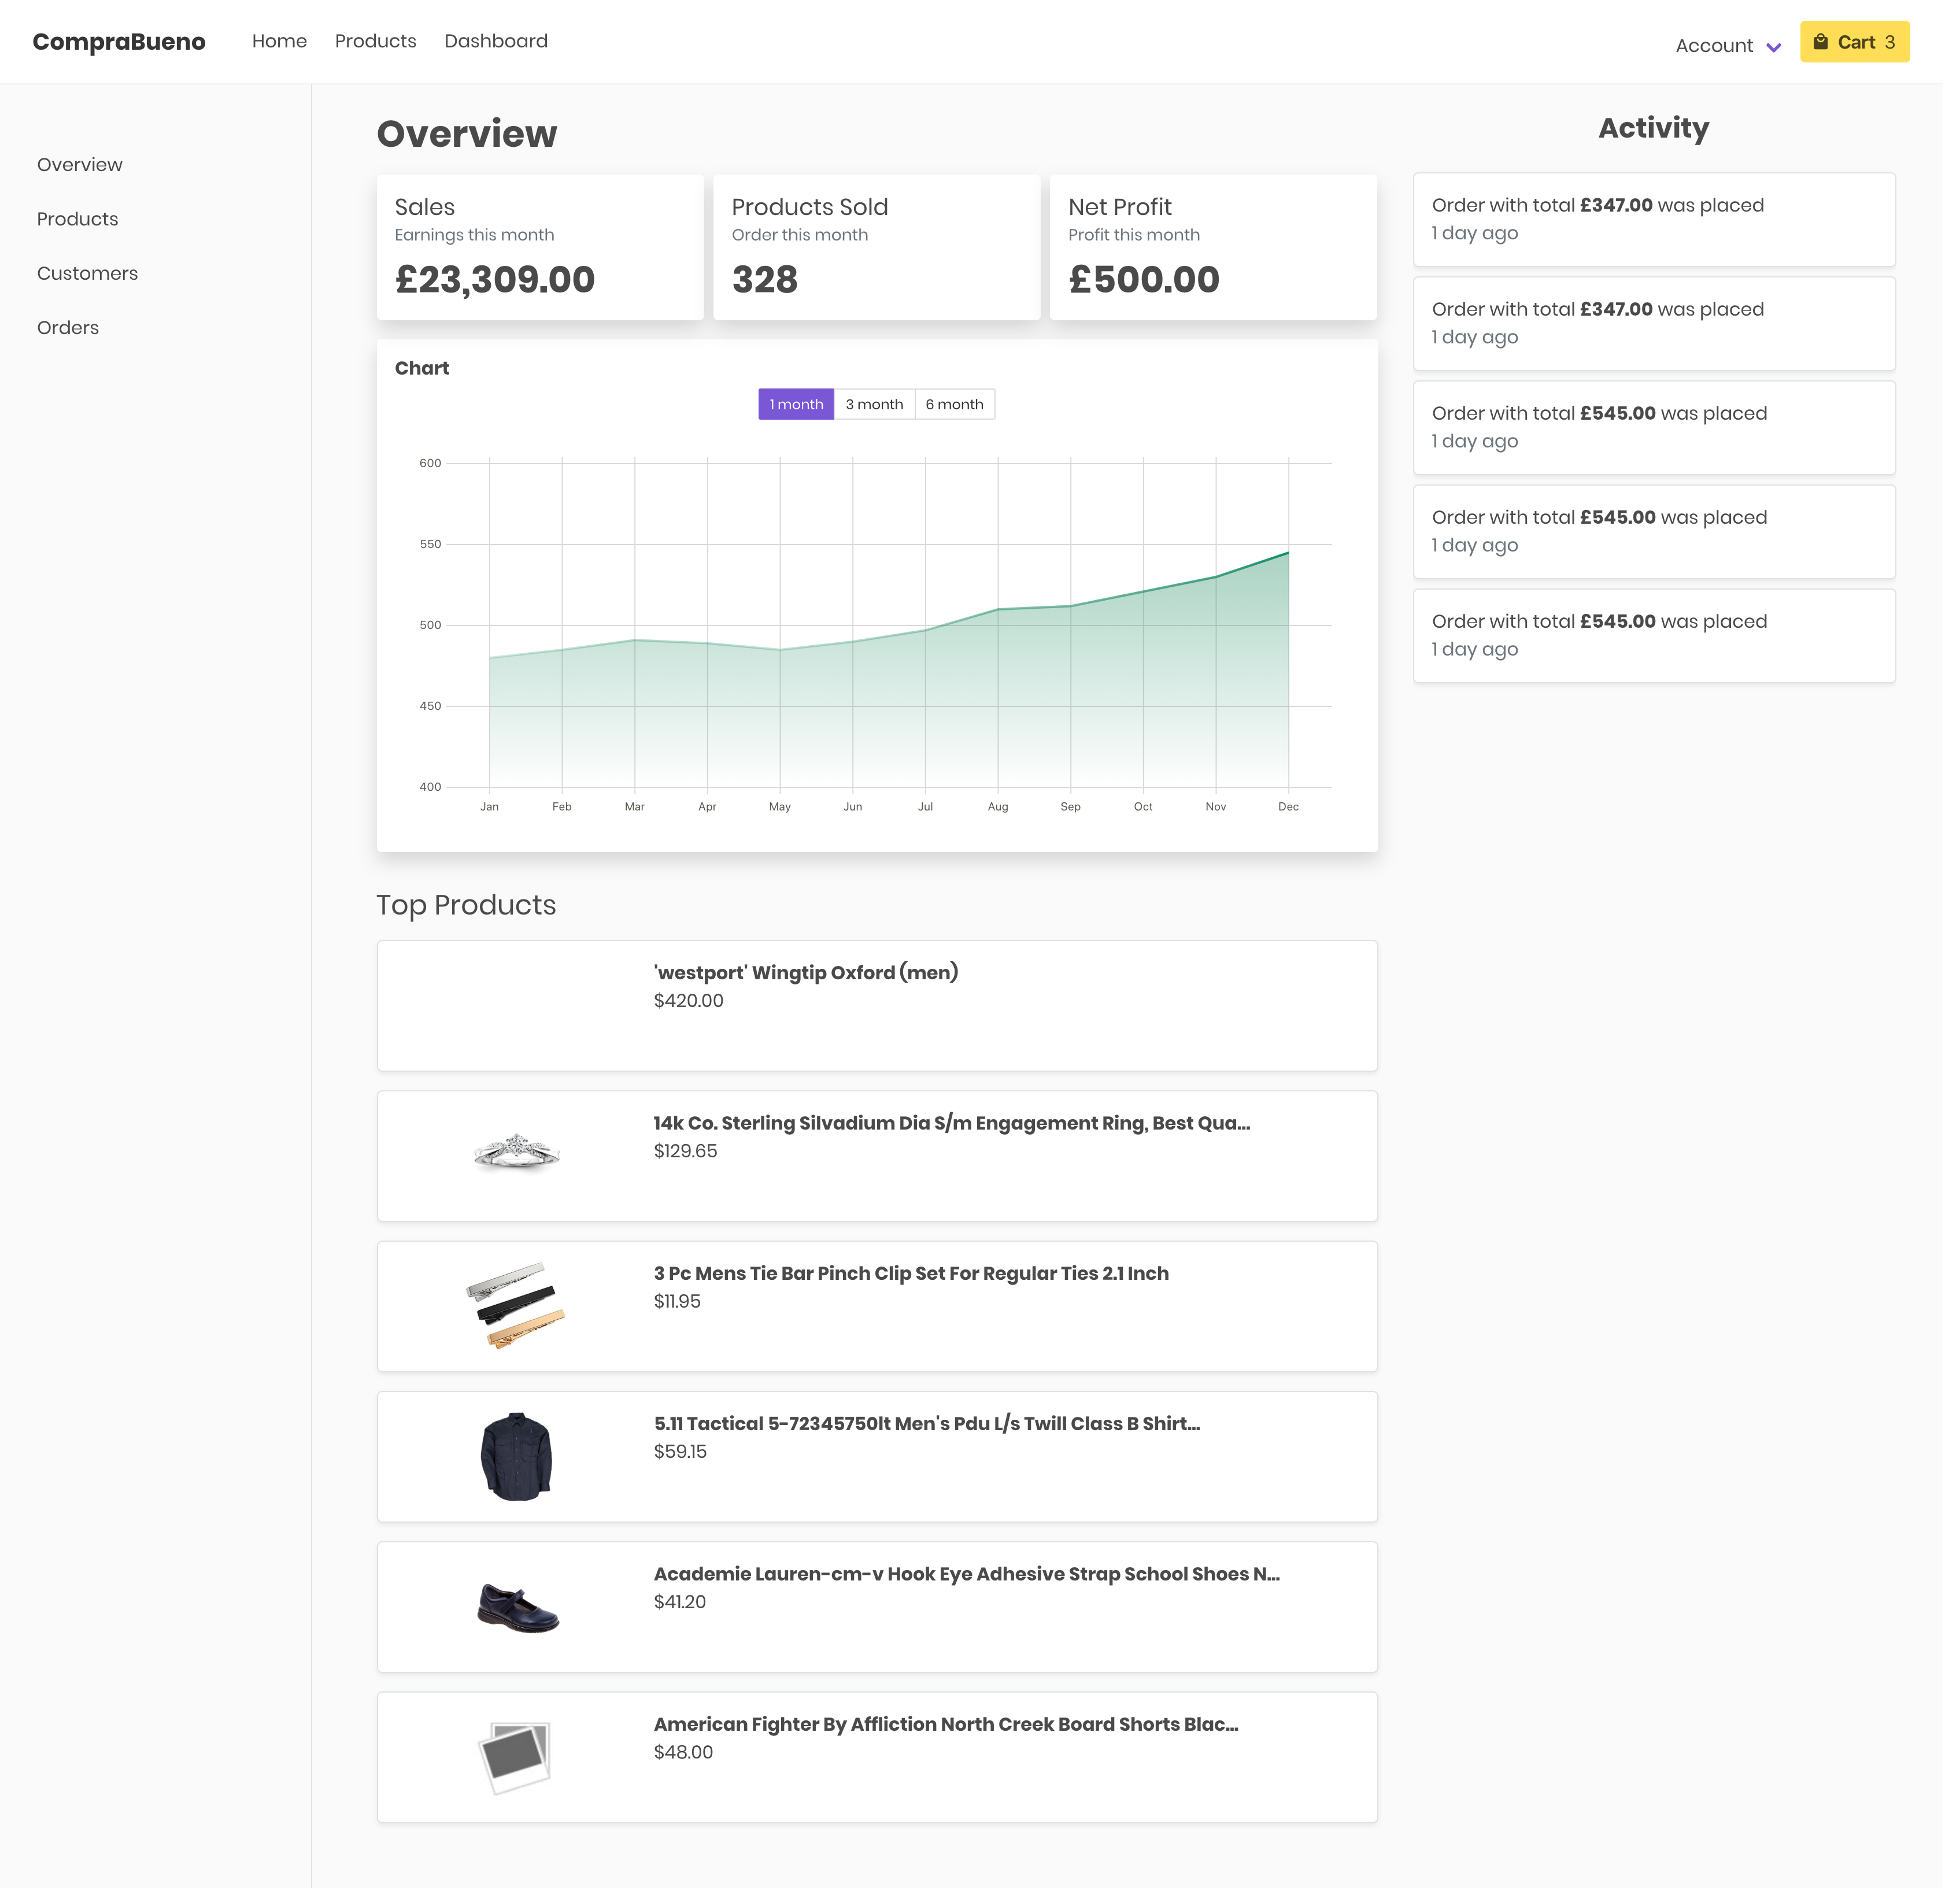 CompraBueno
Home
Products
Dashboard
Account
Cart 3
Overview
Products
Customers
Orders
Overview
Sales
Earnings this month
£23,309.00
Products Sold
Order this month
328
Net Profit
Profit this month
£500.00
Chart
1 month
3 month
6 month
600
550
500
450
400
Jan
Feb
Mar
Apr
May
Jun
Jul
Aug
Sep
Oct
Nov
Dec
Top Products
'westport' Wingtip Oxford (men)
$420.00
14k Co. Sterling Silvadium Dia S/m Engagement Ring, Best Qua...
$129.65
3 Pc Mens Tie Bar Pinch Clip Set For Regular Ties 2.1 Inch
$11.95
5.11 Tactical 5-72345750lt Men's Pdu L/s Twill Class B Shirt...
$59.15
Academie Lauren-cm-v Hook Eye Adhesive Strap School Shoes N...
$41.20
American Fighter By Affliction North Creek Board Shorts Blac...
$48.00
Activity
Order with total £347.00 was placed
1 day ago
Order with total £347.00 was placed
1 day ago
Order with total £545.00 was placed
1 day ago
Order with total £545.00 was placed
1 day ago
Order with total £545.00 was placed
1 day ago